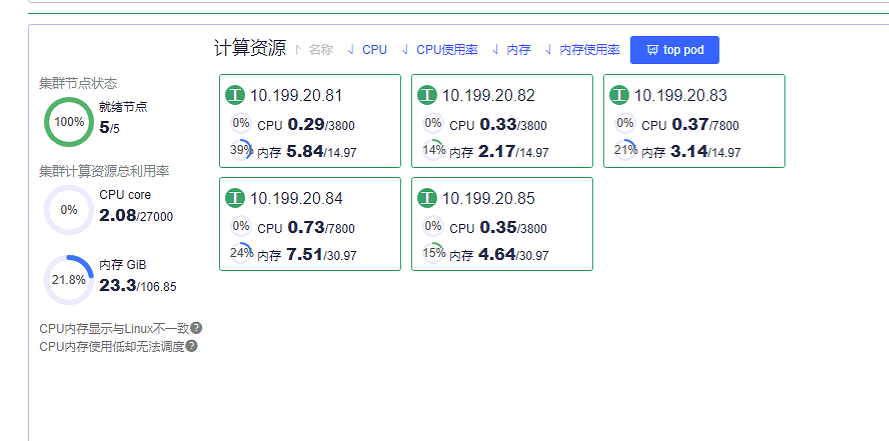 计算资源 名称 CPU CPU使用率 内存 内存使用率 top pod
集群节点状态
100% 就绪节点
5/5
集群计算资源总利用率
0% CPU core
2.08/27000
21.8% 内存 GiB
23.3/106.85
CPU内存显示与Linux不一致?
CPU内存使用低却无法调度?
工 10.199.20.81
0% CPU 0.29/3800
39% 内存 5.84/14.97
工 10.199.20.82
0% CPU 0.33/3800
14% 内存 2.17/14.97
工 10.199.20.83
0% CPU 0.37/7800
21% 内存 3.14/14.97
工 10.199.20.84
0% CPU 0.73/7800
24% 内存 7.51/30.97
工 10.199.20.85
0% CPU 0.35/3800
15% 内存 4.64/30.97